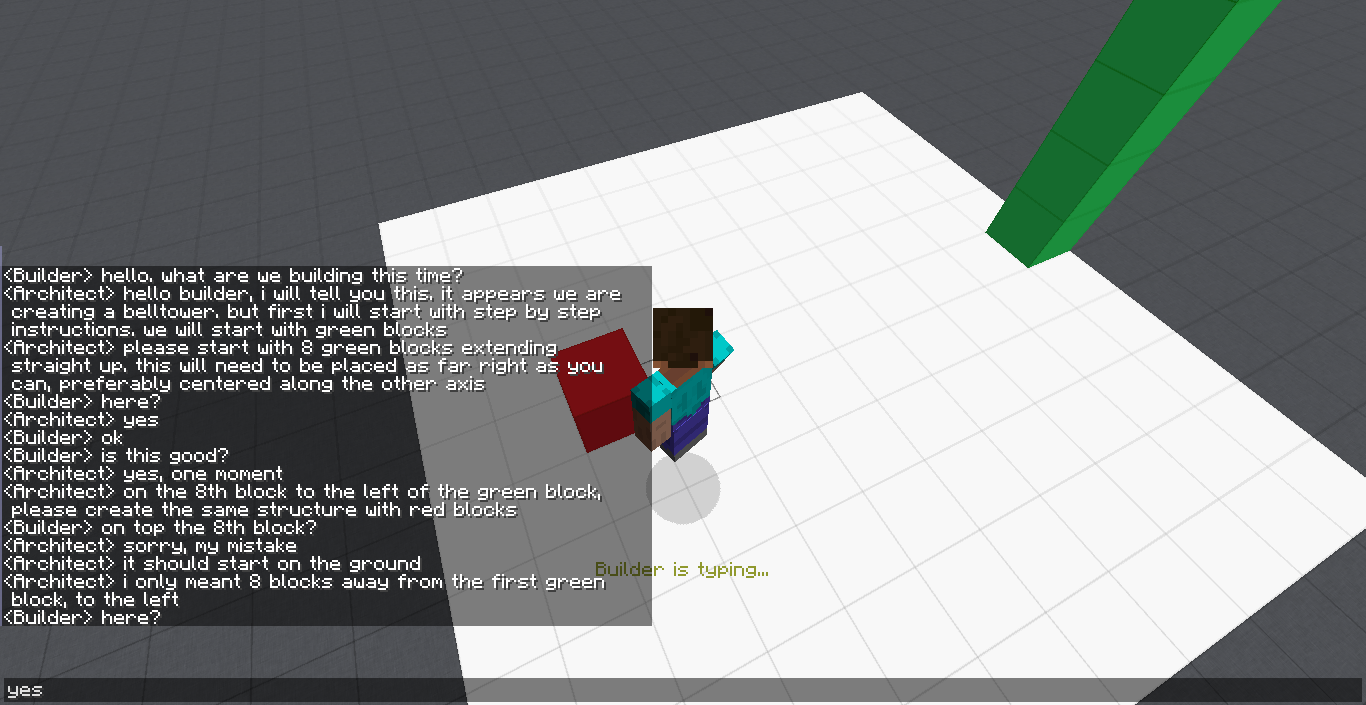 <Builder> hello. what are we building this time?
<Architect> hello builder, i will tell you this. it appears we are
creating a belltower. but first i will start with step by step
instructions. we will start with green blocks
<Architect> please start with 8 green blocks extending
straight up. this will need to be placed as far right as you
can, preferably centered along the other axis
<Builder> here?
<Architect> yes
<Builder> ok
<Builder> is this good?
<Architect> yes, one moment
<Architect> on the 8th block to the left of the green block,
please create the same structure with red blocks
<Builder> on top the 8th block?
<Architect> sorry, my mistake
<Architect> it should start on the ground
<Architect> i only meant 8 blocks away from the first green
block, to the left
<Builder> here?
Builder is typing...
yes